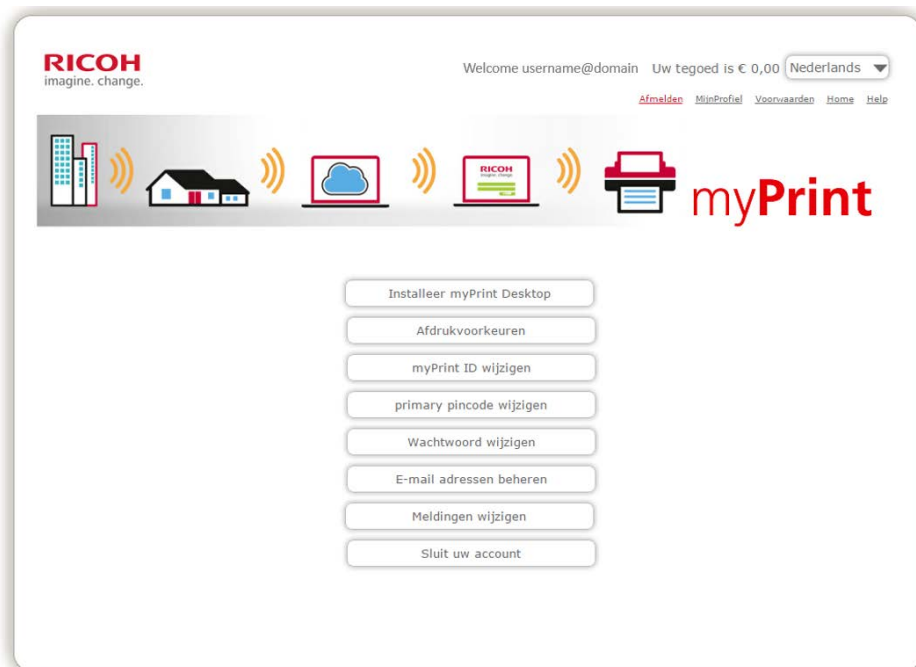 RICOH
imagine. change.
Welcome username@domain Uw tegoed is € 0,00 Nederlands
Afmelden MijnProfiel Voorwaarden Home Help
RICOH
imagine. change.
myPrint
Installeer myPrint Desktop
Afdrukvoorkeuren
myPrint ID wijzigen
primary pincode wijzigen
Wachtwoord wijzigen
E-mail adressen beheren
Meldingen wijzigen
Sluit uw account